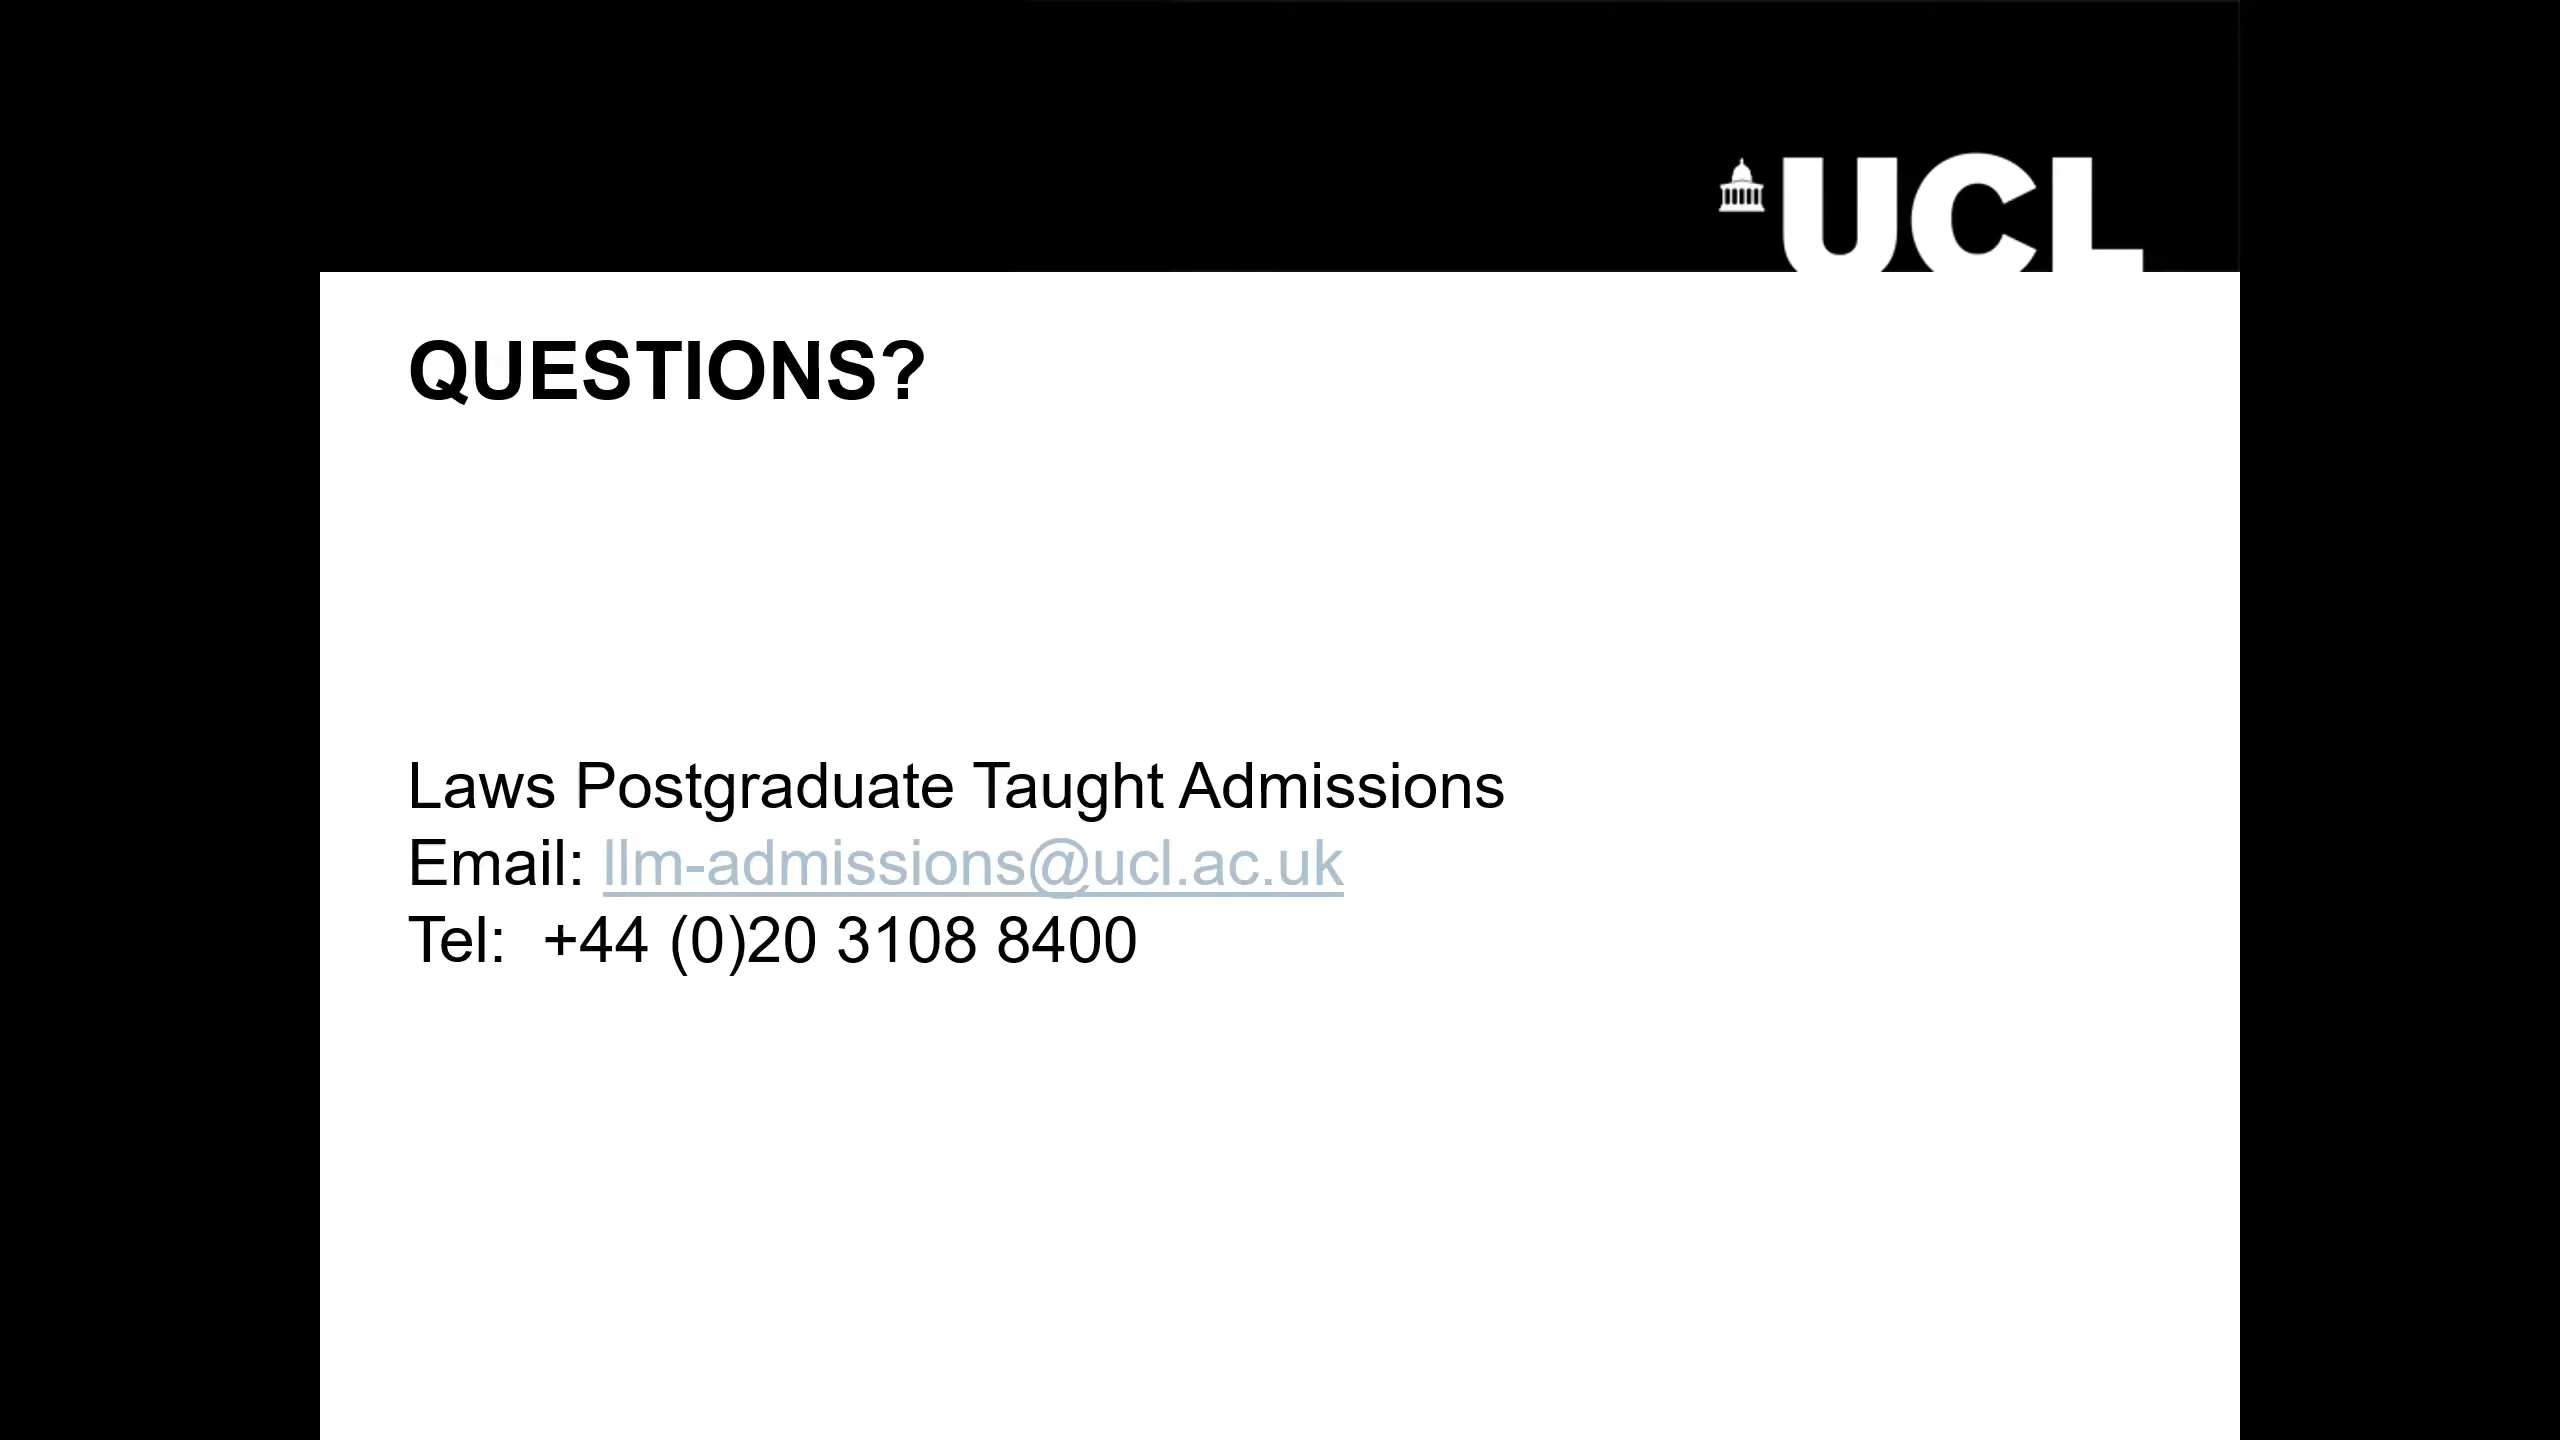 UCL
QUESTIONS?
Laws Postgraduate Taught Admissions
Email: llm-admissions@ucl.ac.uk
Tel:  +44 (0)20 3108 8400